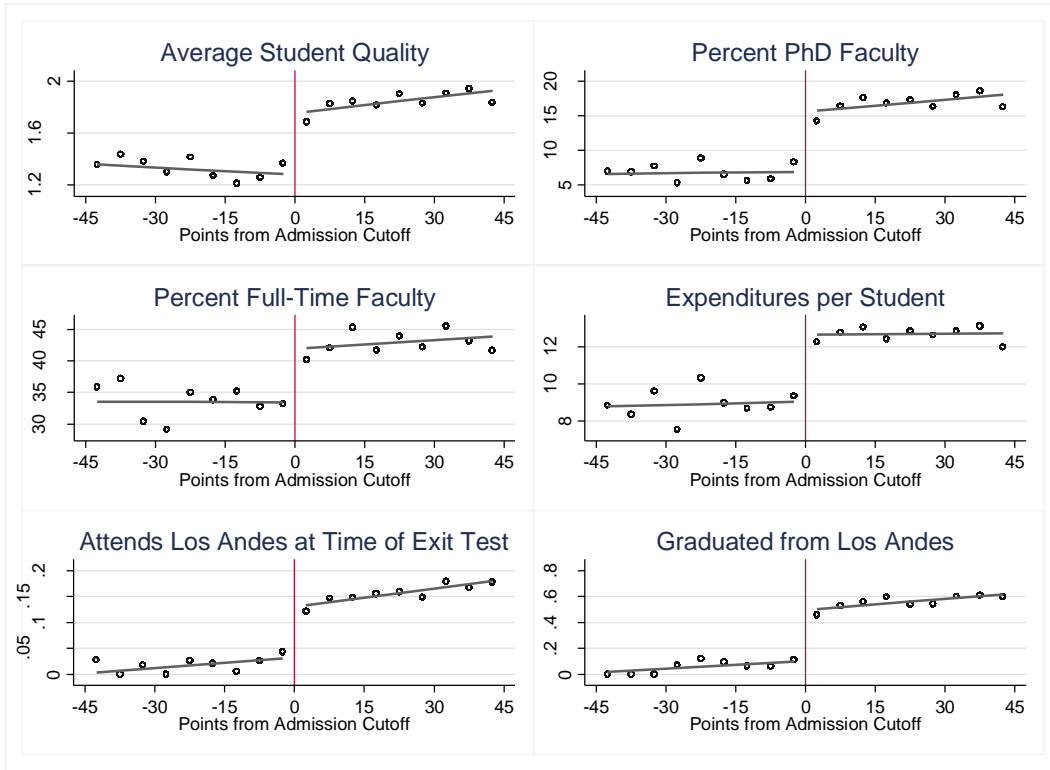 Average Student Quality
2
1.6
1.2
-45 -30 -15 0 15 30 45
Points from Admission Cutoff
Percent PhD Faculty
20
15
10
5
-45 -30 -15 0 15 30 45
Points from Admission Cutoff
Percent Full-Time Faculty
45
40
35
30
-45 -30 -15 0 15 30 45
Points from Admission Cutoff
Expenditures per Student
12
10
8
-45 -30 -15 0 15 30 45
Points from Admission Cutoff
Attends Los Andes at Time of Exit Test
.2
.15
.1
.05
0
-45 -30 -15 0 15 30 45
Points from Admission Cutoff
Graduated from Los Andes
.8
.6
.4
.2
0
-45 -30 -15 0 15 30 45
Points from Admission Cutoff